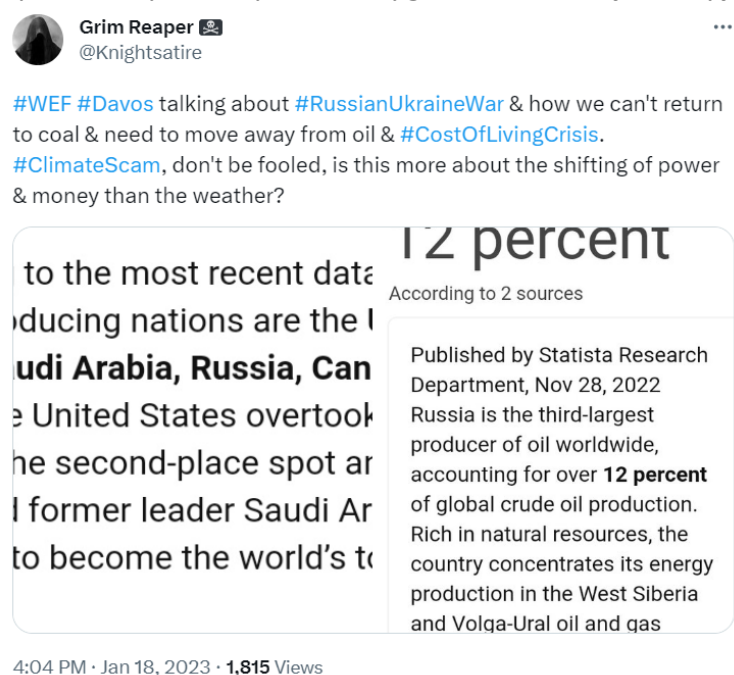 Grim Reaper
@Knightsatire
#WEF #Davos talking about #RussianUkraineWar & how we can't return
to coal & need to move away from oil & #CostOfLivingCrisis.
#ClimateScam, don't be fooled, is this more about the shifting of power
& money than the weather?
to the most recent data
oducing nations are the
udi Arabia, Russia, Can
e United States overtook
he second-place spot an
d former leader Saudi Ar
to become the world's to
12 percent
According to 2 sources
Published by Statista Research
Department, Nov 28, 2022
Russia is the third-largest
producer of oil worldwide,
accounting for over 12 percent
of global crude oil production.
Rich in natural resources, the
country concentrates its energy
production in the West Siberia
and Volga-Ural oil and gas
4:04 PM · Jan 18, 2023 · 1,815 Views